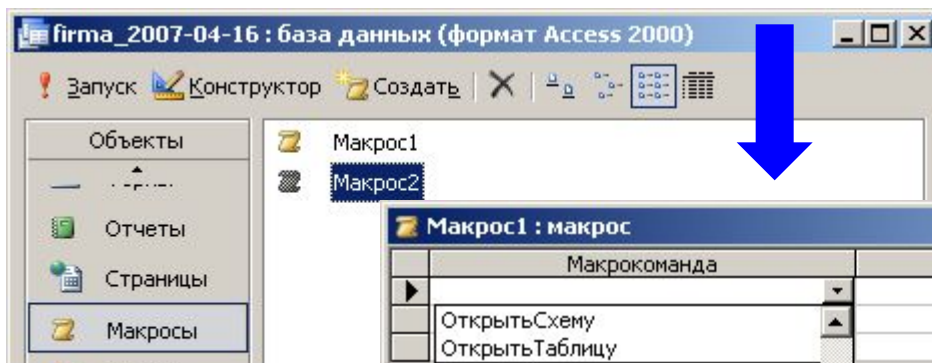 firma_2007-04-16 : база данных (формат Access 2000)
Запуск Конструктор Создать
Объекты
Макрос1
Макрос2
Отчеты
Страницы
Макросы
Макрос1 : макрос
Макрокоманда
ОткрытьСхему
ОткрытьТаблицу